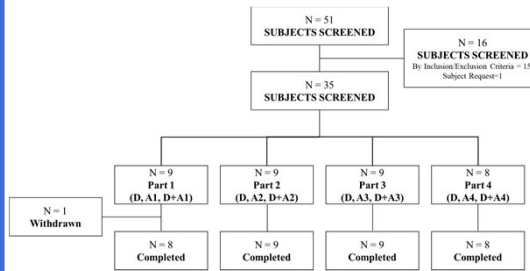 N = 51
SUBJECTS SCREENED
N = 16
SUBJECTS SCREENED
By Inclusion/Exclusion Criteria = 15
Subject Request=1
N = 35
SUBJECTS SCREENED
N = 9
Part 1
(D, A1, D+A1)
N = 9
Part 2
(D, A2, D+A2)
N = 9
Part 3
(D, A3, D+A3)
N = 8
Part 4
(D, A4, D+A4)
N = 1
Withdrawn
N = 8
Completed
N = 9
Completed
N = 9
Completed
N = 8
Completed